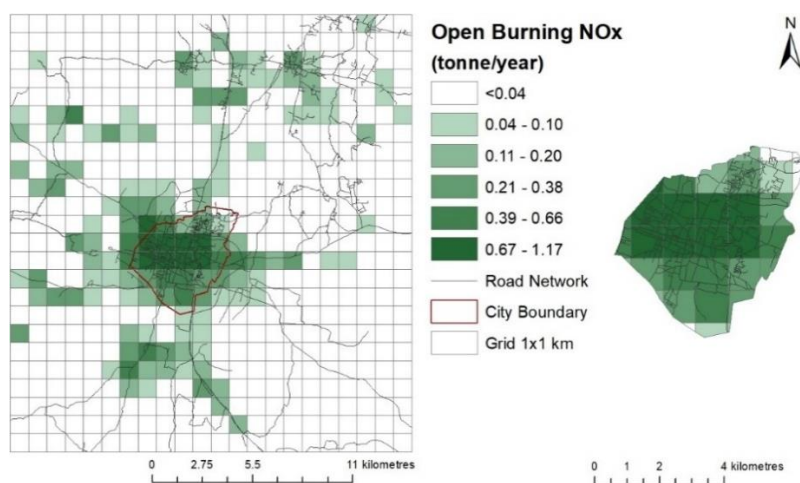 Open Burning NOx
(tonne/year)
<0.04
0.04 - 0.10
0.11 - 0.20
0.21 - 0.38
0.39 - 0.66
0.67 - 1.17
Road Network
City Boundary
Grid 1x1 km
N
0 2.75 5.5 11 kilometres
0 1 2 4 kilometres